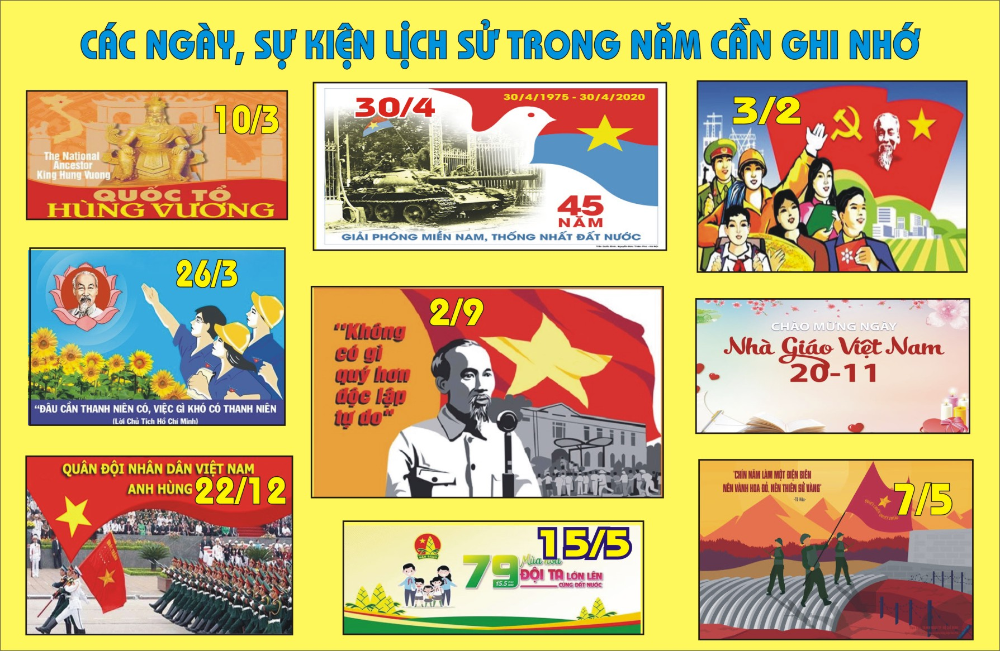 CÁC NGÀY, SỰ KIỆN LỊCH SỬ TRONG NĂM CẦN GHI NHỚ
10/3
The National
Ancestor
King Hung Vuong
QUỐC TỔ
HÙNG VƯƠNG
30/4
30/4/1975 - 30/4/2020
45
NĂM
GIẢI PHÓNG MIỀN NAM, THỐNG NHẤT ĐẤT NƯỚC
3/2
26/3
“ĐÂU CẦN THANH NIÊN CÓ, VIỆC GÌ KHÓ CÓ THANH NIÊN
(Lời Chủ Tịch Hồ Chí Minh)
2/9
"Không
có gì
quý hơn
độc lập
tự do"
CHÀO MỪNG NGÀY
Nhà Giáo Việt Nam
20-11
QUÂN ĐỘI NHÂN DÂN VIỆT NAM
ANH HÙNG 22/12
15/5
SẴN SÀNG
79
15.5
Mùa hoa
ĐỘI TA LỚN LÊN
CÙNG ĐẤT NƯỚC
"CHÍN NĂM LÀM MỘT ĐIỆN BIÊN
NÊN VÀNH HOA ĐỎ, NÊN THIÊN SỬ VÀNG"
-Tố Hữu-
7/5
QUYẾT CHIẾN QUYẾT THẮNG